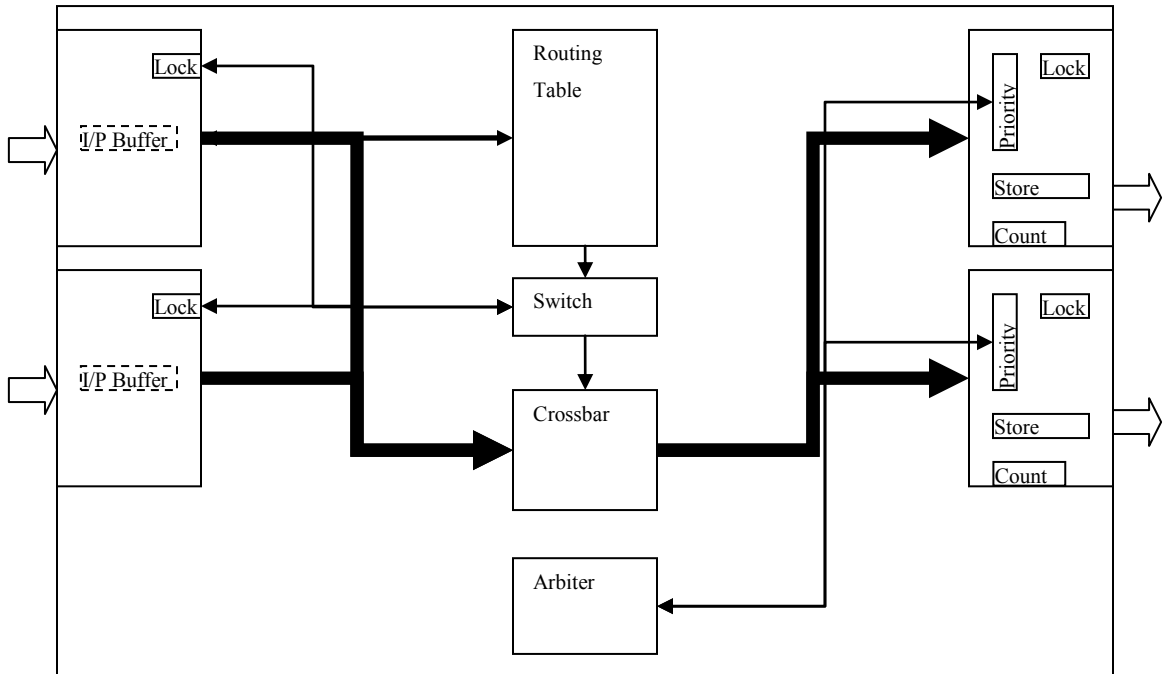 Lock
I/P Buffer
Lock
I/P Buffer
Routing
Table
Switch
Crossbar
Arbiter
Priority
Lock
Store
Count
Priority
Lock
Store
Count